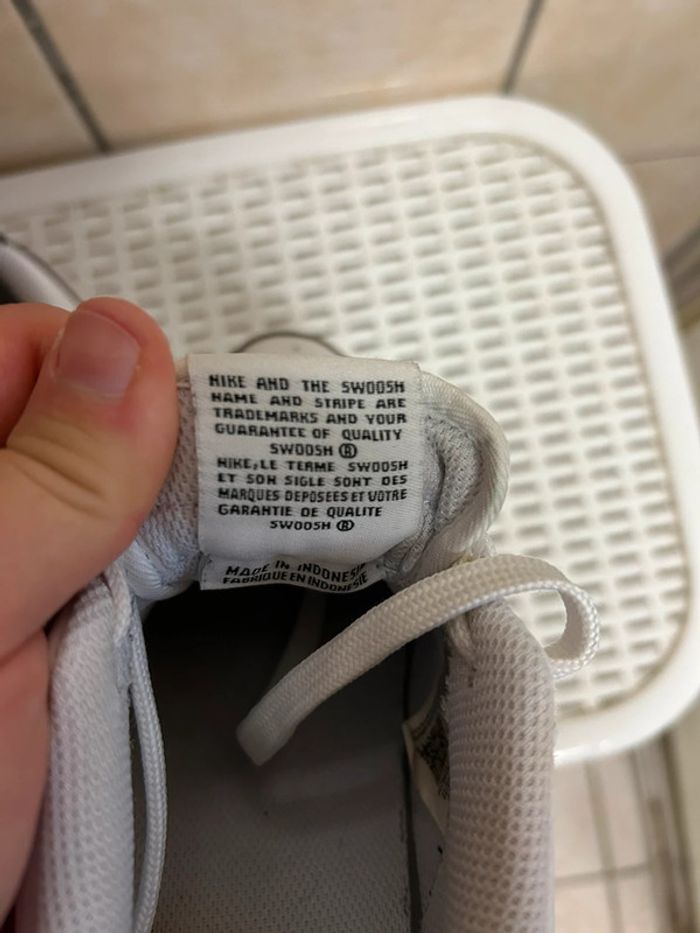 NIKE AND THE SWOOSH
NAME AND STRIPE ARE
TRADEMARKS AND YOUR
GUARANTEE OF QUALITY
SWOOSH ®
NIKE, LE TERME SWOOSH
ET SON SIGLE SONT DES
MARQUES DEPOSEES ET VOTRE
GARANTIE DE QUALITE
SWOOSH ®
MADE IN INDONESIA
FABRIQUE EN INDONESIE